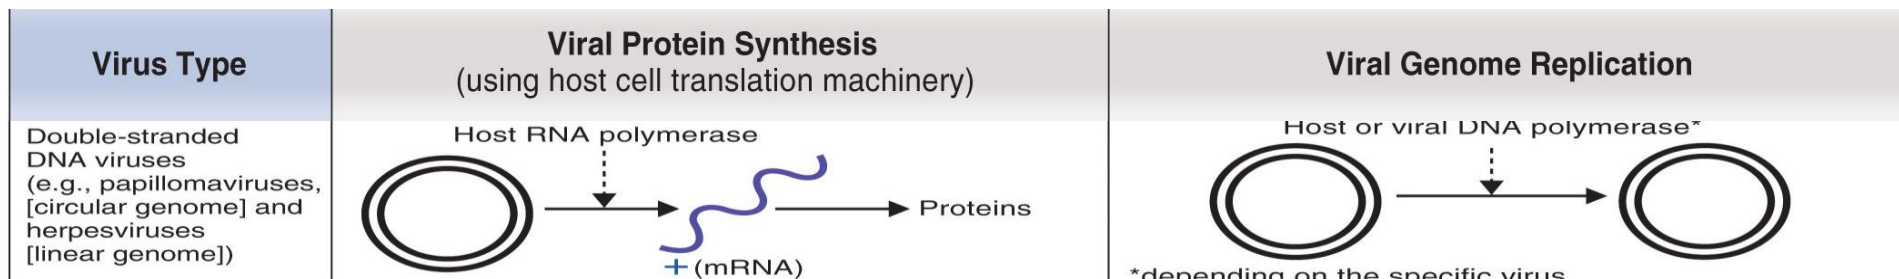 Virus Type
Viral Protein Synthesis
(using host cell translation machinery)
Viral Genome Replication
Double-stranded
DNA viruses
(e.g., papillomaviruses,
[circular genome] and
herpesviruses
[linear genome])
Host RNA polymerase
Proteins
+ (mRNA)
Host or viral DNA polymerase*
*depending on the specific virus